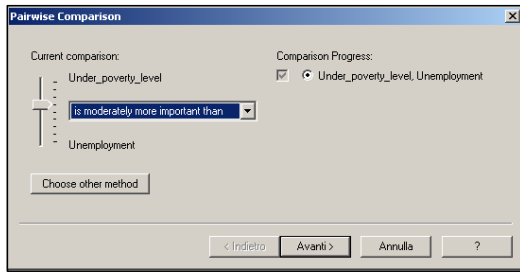 Pairwise Comparison
Current comparison:
Under_poverty_level
is moderately more important than
Unemployment
Choose other method
Comparison Progress:
Under_poverty_level, Unemployment
< Indietro
Avanti >
Annulla
?